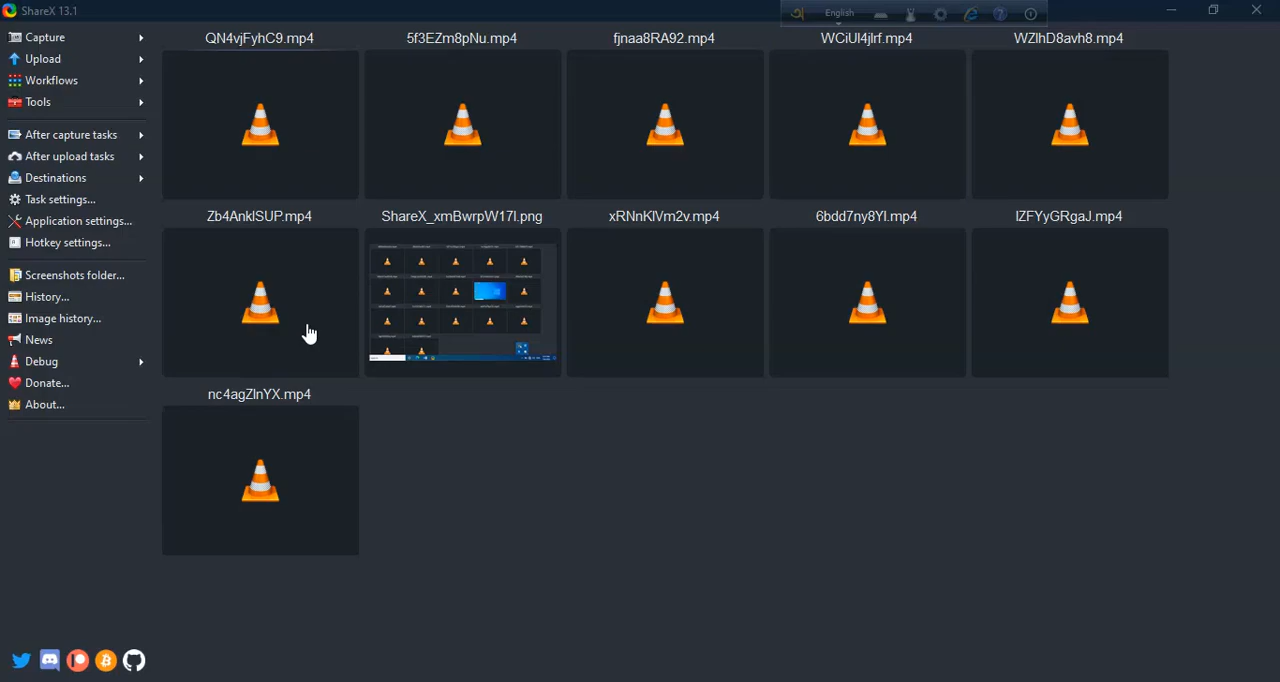 ShareX 13.1
অ English
Capture
Upload
Workflows
Tools
After capture tasks
After upload tasks
Destinations
Task settings...
Application settings...
Hotkey settings...
Screenshots folder...
History...
Image history...
News
Debug
Donate...
About...
QN4vjFyhC9.mp4 5f3EZm8pNu.mp4 fjnaa8RA92.mp4 WCiUl4jlrf.mp4 WZlhD8avh8.mp4
Zb4AnklSUP.mp4 ShareX_xmBwrpW17l.png xRNnKlVm2v.mp4 6bdd7ny8Yl.mp4 lZFYyGRgaJ.mp4
nc4agZlnYX.mp4